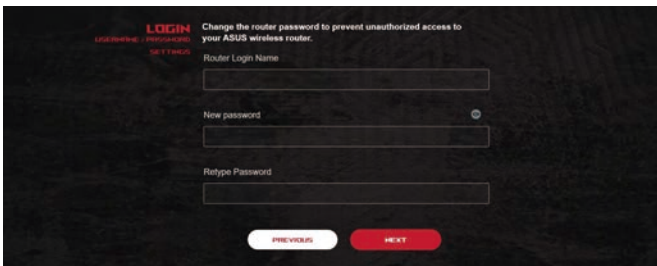 LOGIN
USERNAME / PASSWORD
SETTINGS
Change the router password to prevent unauthorized access to
your ASUS wireless router.
Router Login Name
New password
Retype Password
PREVIOUS
NEXT